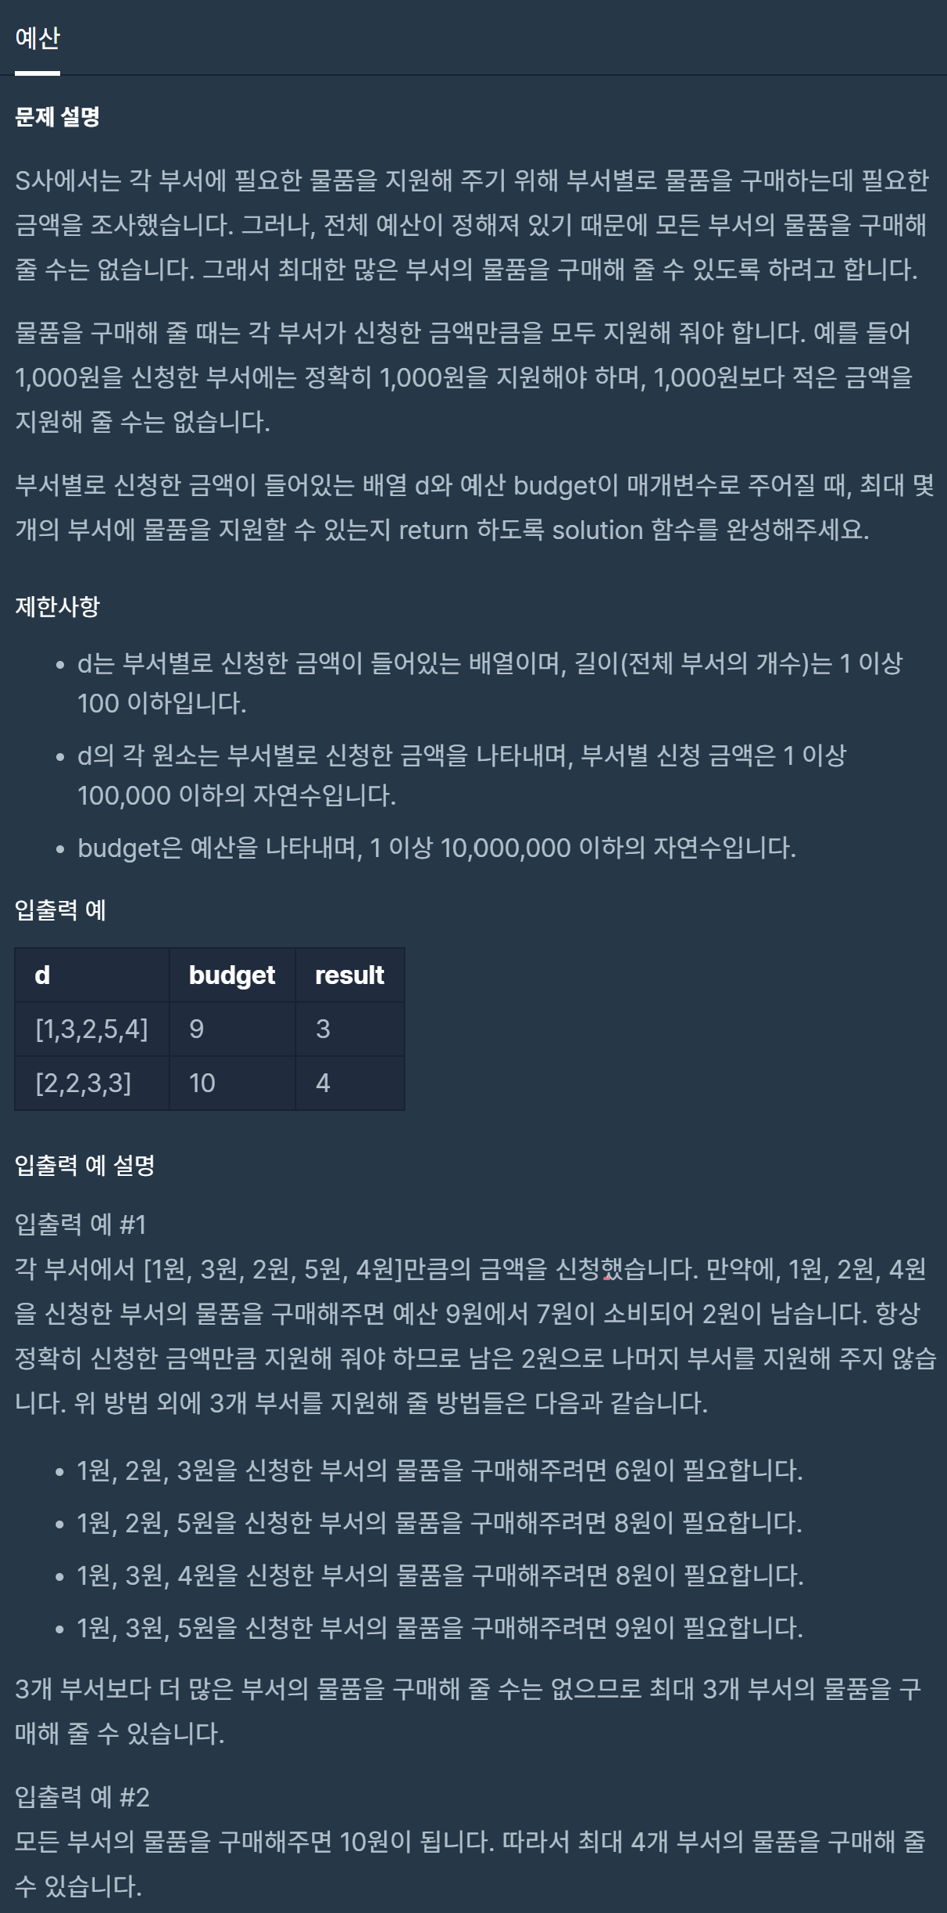 예산
문제 설명
S사에서는 각 부서에 필요한 물품을 지원해 주기 위해 부서별로 물품을 구매하는데 필요한
금액을 조사했습니다. 그러나, 전체 예산이 정해져 있기 때문에 모든 부서의 물품을 구매해
줄 수는 없습니다. 그래서 최대한 많은 부서의 물품을 구매해 줄 수 있도록 하려고 합니다.
물품을 구매해 줄 때는 각 부서가 신청한 금액만큼을 모두 지원해 줘야 합니다. 예를 들어
1,000원을 신청한 부서에는 정확히 1,000원을 지원해야 하며, 1,000원보다 적은 금액을
지원해 줄 수는 없습니다.
부서별로 신청한 금액이 들어있는 배열 d와 예산 budget이 매개변수로 주어질 때, 최대 몇
개의 부서에 물품을 지원할 수 있는지 return 하도록 solution 함수를 완성해주세요.
제한사항
• d는 부서별로 신청한 금액이 들어있는 배열이며, 길이(전체 부서의 개수)는 1 이상
100 이하입니다.
• d의 각 원소는 부서별로 신청한 금액을 나타내며, 부서별 신청 금액은 1 이상
100,000 이하의 자연수입니다.
• budget은 예산을 나타내며, 1 이상 10,000,000 이하의 자연수입니다.
입출력 예
d budget result
[1,3,2,5,4] 9 3
[2,2,3,3] 10 4
입출력 예 설명
입출력 예 #1
각 부서에서 [1원, 3원, 2원, 5원, 4원]만큼의 금액을 신청했습니다. 만약에, 1원, 2원, 4원
을 신청한 부서의 물품을 구매해주면 예산 9원에서 7원이 소비되어 2원이 남습니다. 항상
정확히 신청한 금액만큼 지원해 줘야 하므로 남은 2원으로 나머지 부서를 지원해 주지 않습
니다. 위 방법 외에 3개 부서를 지원해 줄 방법들은 다음과 같습니다.
• 1원, 2원, 3원을 신청한 부서의 물품을 구매해주려면 6원이 필요합니다.
• 1원, 2원, 5원을 신청한 부서의 물품을 구매해주려면 8원이 필요합니다.
• 1원, 3원, 4원을 신청한 부서의 물품을 구매해주려면 8원이 필요합니다.
• 1원, 3원, 5원을 신청한 부서의 물품을 구매해주려면 9원이 필요합니다.
3개 부서보다 더 많은 부서의 물품을 구매해 줄 수는 없으므로 최대 3개 부서의 물품을 구
매해 줄 수 있습니다.
입출력 예 #2
모든 부서의 물품을 구매해주면 10원이 됩니다. 따라서 최대 4개 부서의 물품을 구매해 줄
수 있습니다.